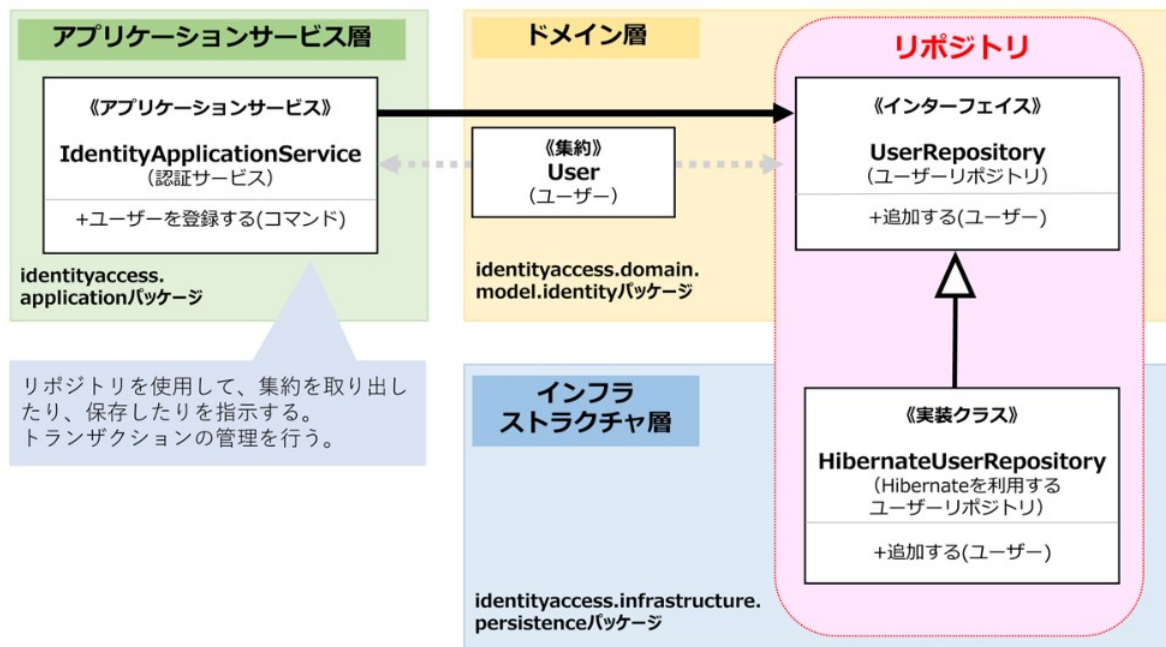 アプリケーションサービス層
《アプリケーションサービス》
IdentityApplicationService
（認証サービス）
+ユーザーを登録する(コマンド)
identityaccess.
applicationパッケージ
リポジトリを使用して、集約を取り出し
たり、保存したりを指示する。
トランザクションの管理を行う。
ドメイン層
《集約》
User
（ユーザー）
identityaccess.domain.
model.identityパッケージ
リポジトリ
《インターフェイス》
UserRepository
（ユーザーリポジトリ）
+追加する(ユーザー)
インフラ
ストラクチャ層
《実装クラス》
HibernateUserRepository
（Hibernateを利用する
ユーザーリポジトリ）
+追加する(ユーザー)
identityaccess.infrastructure.
persistenceパッケージ